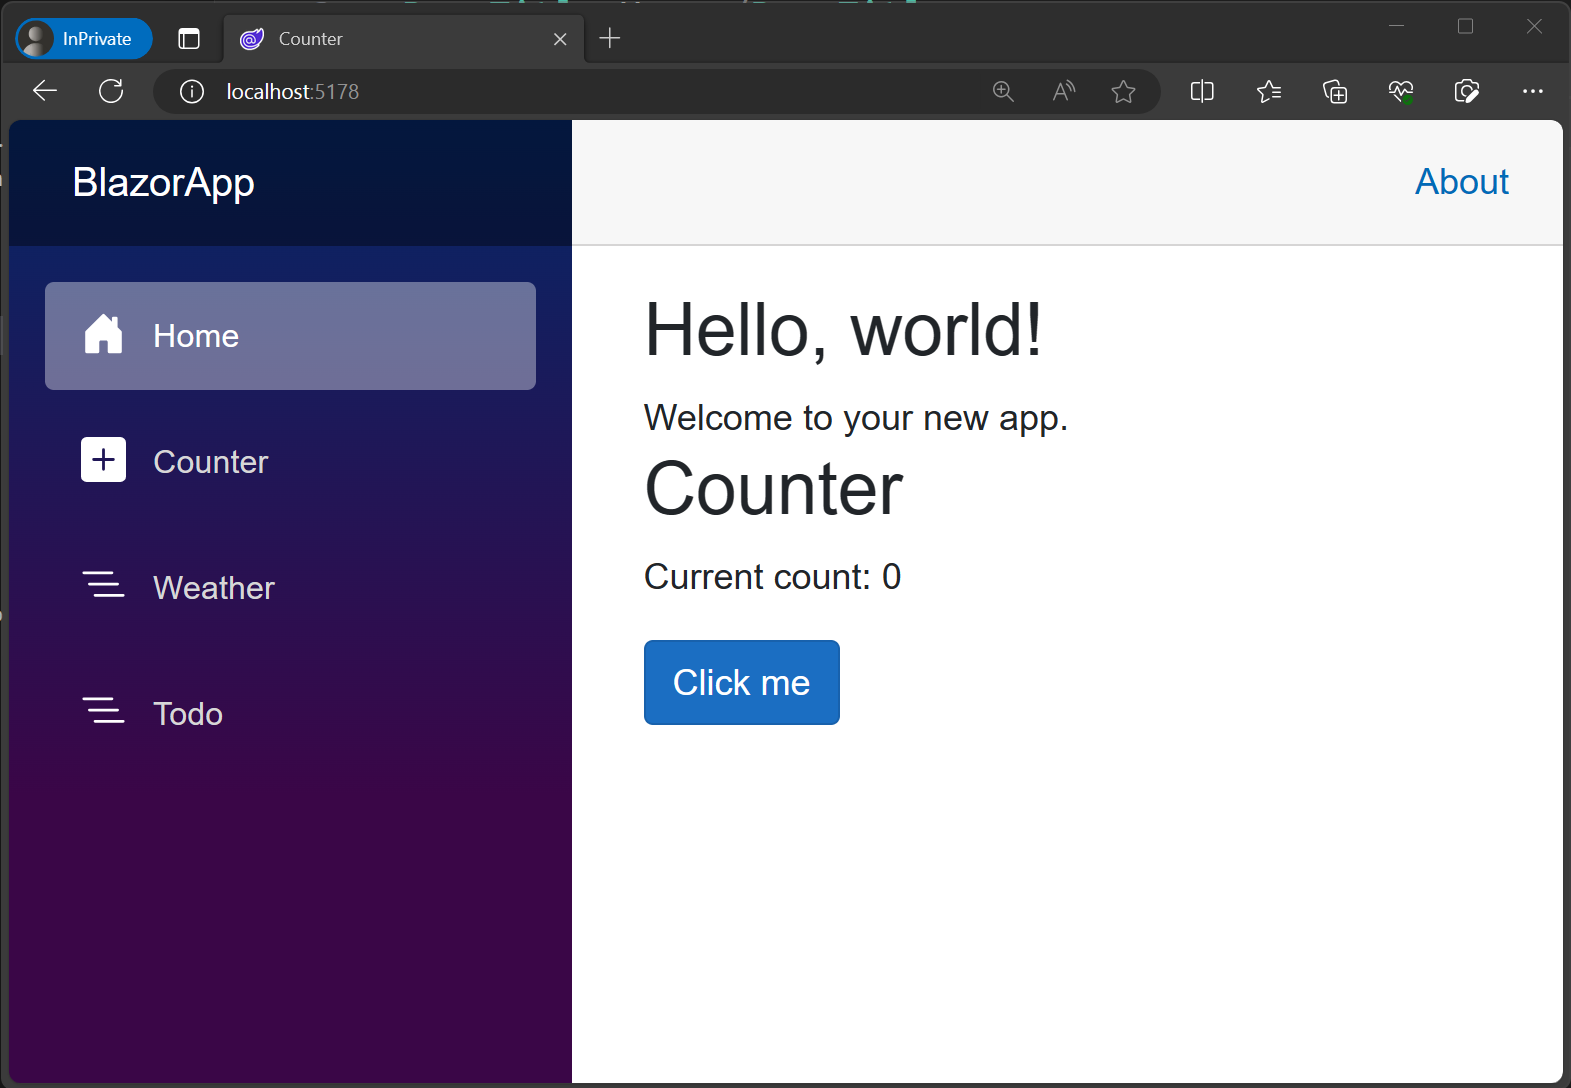 InPrivate
Counter
localhost:5178
BlazorApp
About
Home
Counter
Weather
Todo
Hello, world!
Welcome to your new app.
Counter
Current count: 0
Click me